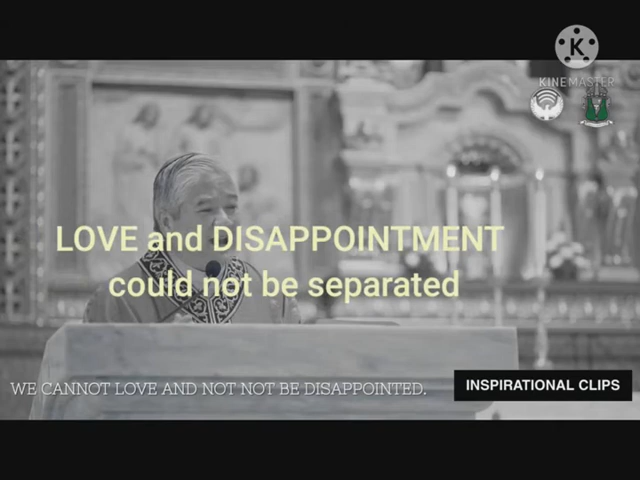 KINEMASTER
LOVE and DISAPPOINTMENT
could not be separated
WE CANNOT LOVE AND NOT NOT BE DISAPPOINTED.
INSPIRATIONAL CLIPS